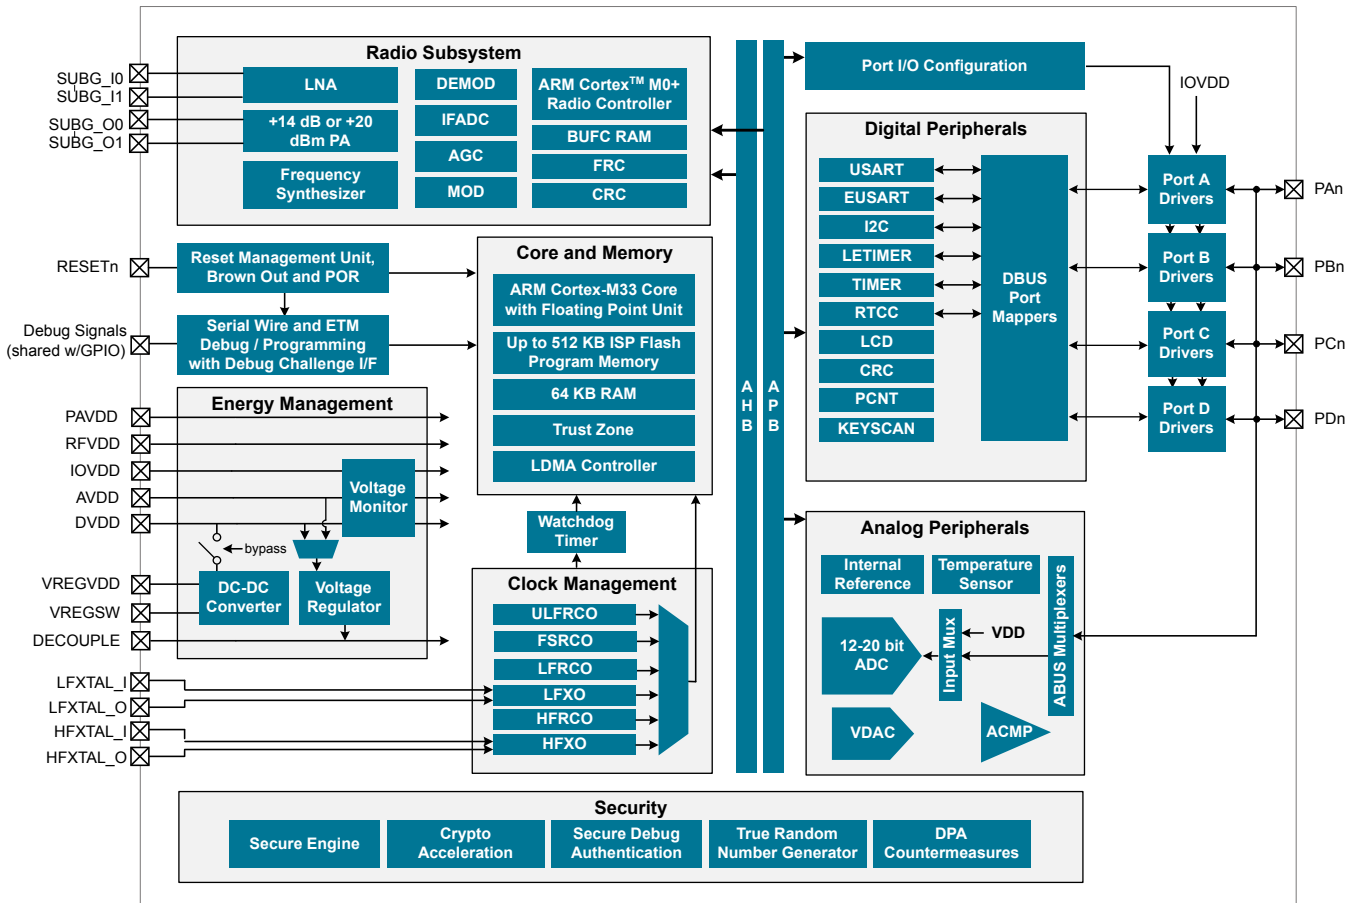 SUBG_I0
SUBG_I1
SUBG_O0
SUBG_O1
Radio Subsystem
LNA
+14 dB or +20
dBm PA
Frequency
Synthesizer
DEMOD
IFADC
AGC
MOD
ARM Cortex™ M0+
Radio Controller
BUFC RAM
FRC
CRC
RESETn
Reset Management Unit,
Brown Out and POR
Debug Signals
(shared w/GPIO)
Serial Wire and ETM
Debug / Programming
with Debug Challenge I/F
Core and Memory
ARM Cortex-M33 Core
with Floating Point Unit
Up to 512 KB ISP Flash
Program Memory
64 KB RAM
Trust Zone
LDMA Controller
Energy Management
PAVDD
RFVDD
IOVDD
AVDD
DVDD
VREGVDD
VREGSW
DECOUPLE
Voltage
Monitor
bypass
DC-DC
Converter
Voltage
Regulator
Watchdog
Timer
Clock Management
ULFRCO
FSRCO
LFRCO
LFXO
HFRCO
HFXO
LFXTAL_I
LFXTAL_O
HFXTAL_I
HFXTAL_O
AHB
APB
Port I/O Configuration
IOVDD
Digital Peripherals
USART
EUSART
I2C
LETIMER
TIMER
RTCC
LCD
CRC
PCNT
KEYSCAN
DBUS
Port
Mappers
Port A
Drivers
Port B
Drivers
Port C
Drivers
Port D
Drivers
PAn
PBn
PCn
PDn
Analog Peripherals
Internal
Reference
Temperature
Sensor
12-20 bit
ADC
Input Mux
VDD
ABUS Multiplexers
VDAC
ACMP
Security
Secure Engine
Crypto
Acceleration
Secure Debug
Authentication
True Random
Number Generator
DPA
Countermeasures